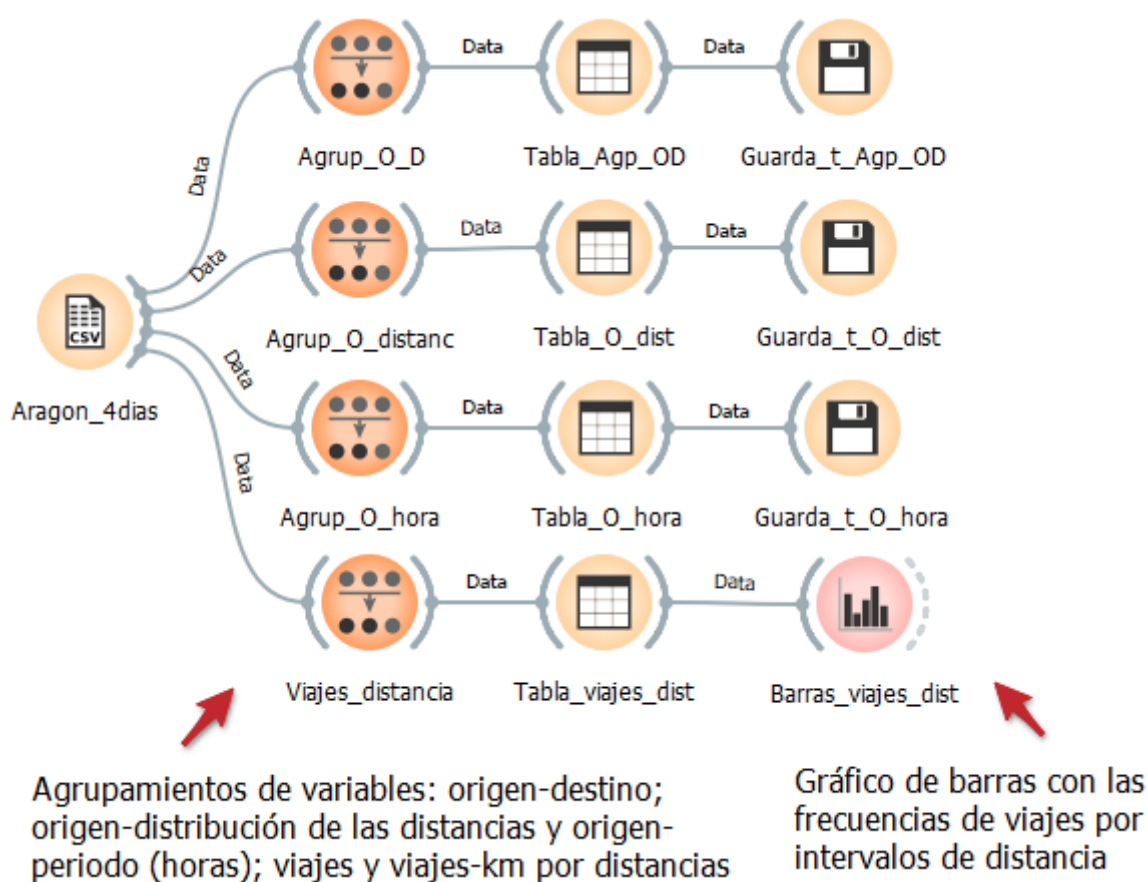 Data
Data
Data
Agrup_O_D
Tabla_Agp_OD
Guarda_t_Agp_OD
Data
Data
Data
CSV
Agrup_O_distanc
Tabla_O_dist
Guarda_t_O_dist
Aragon_4dias
Data
Data
Data
Agrup_O_hora
Tabla_O_hora
Guarda_t_O_hora
Data
Data
Data
Viajes_distancia
Tabla_viajes_dist
Barras_viajes_dist
Agrupamientos de variables: origen-destino;
origen-distribución de las distancias y origen-
periodo (horas); viajes y viajes-km por distancias
Gráfico de barras con las
frecuencias de viajes por
intervalos de distancia